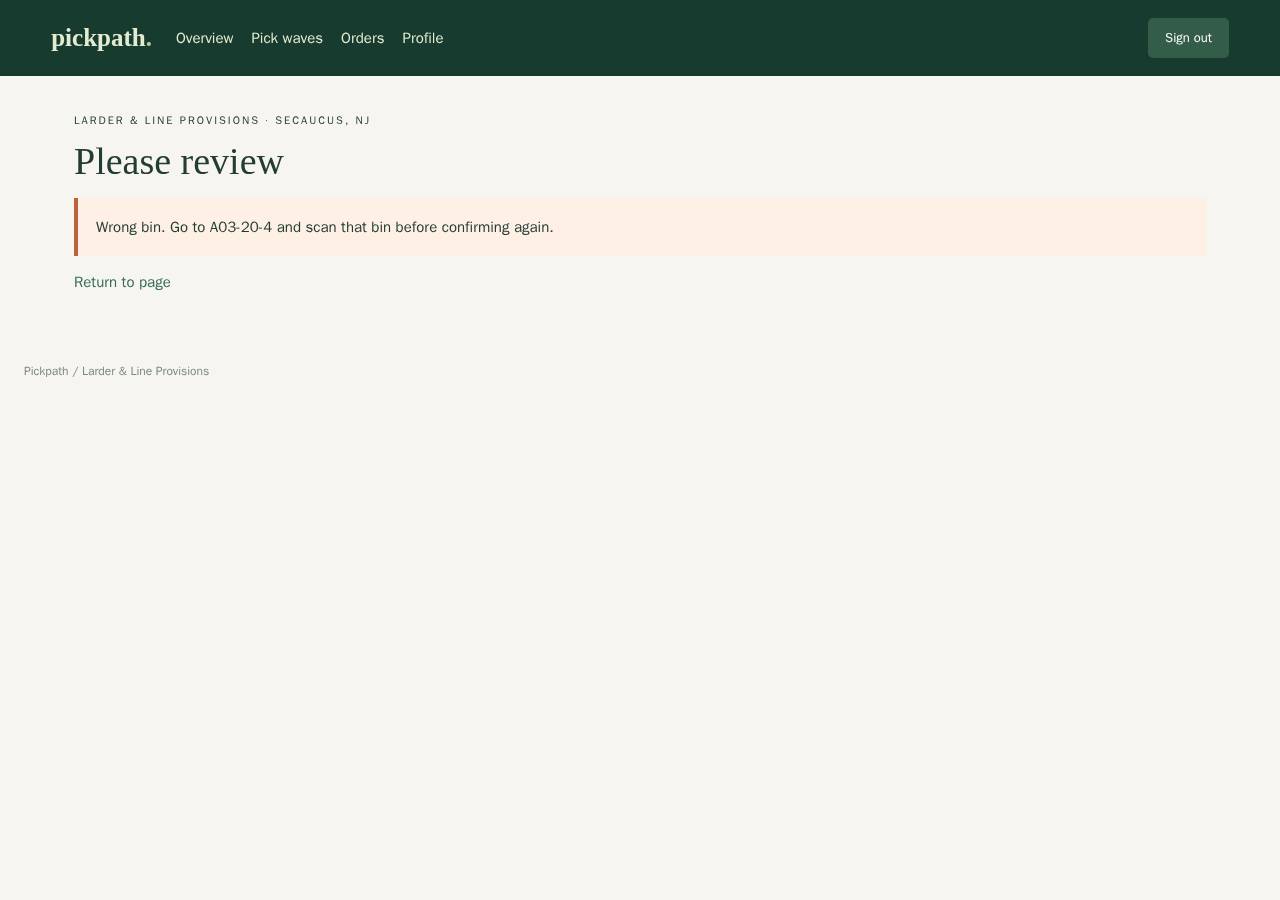 pickpath. Overview Pick waves Orders Profile Sign out
LARDER & LINE PROVISIONS · SECAUCUS, NJ
Please review
Wrong bin. Go to A03-20-4 and scan that bin before confirming again.
Return to page
Pickpath / Larder & Line Provisions